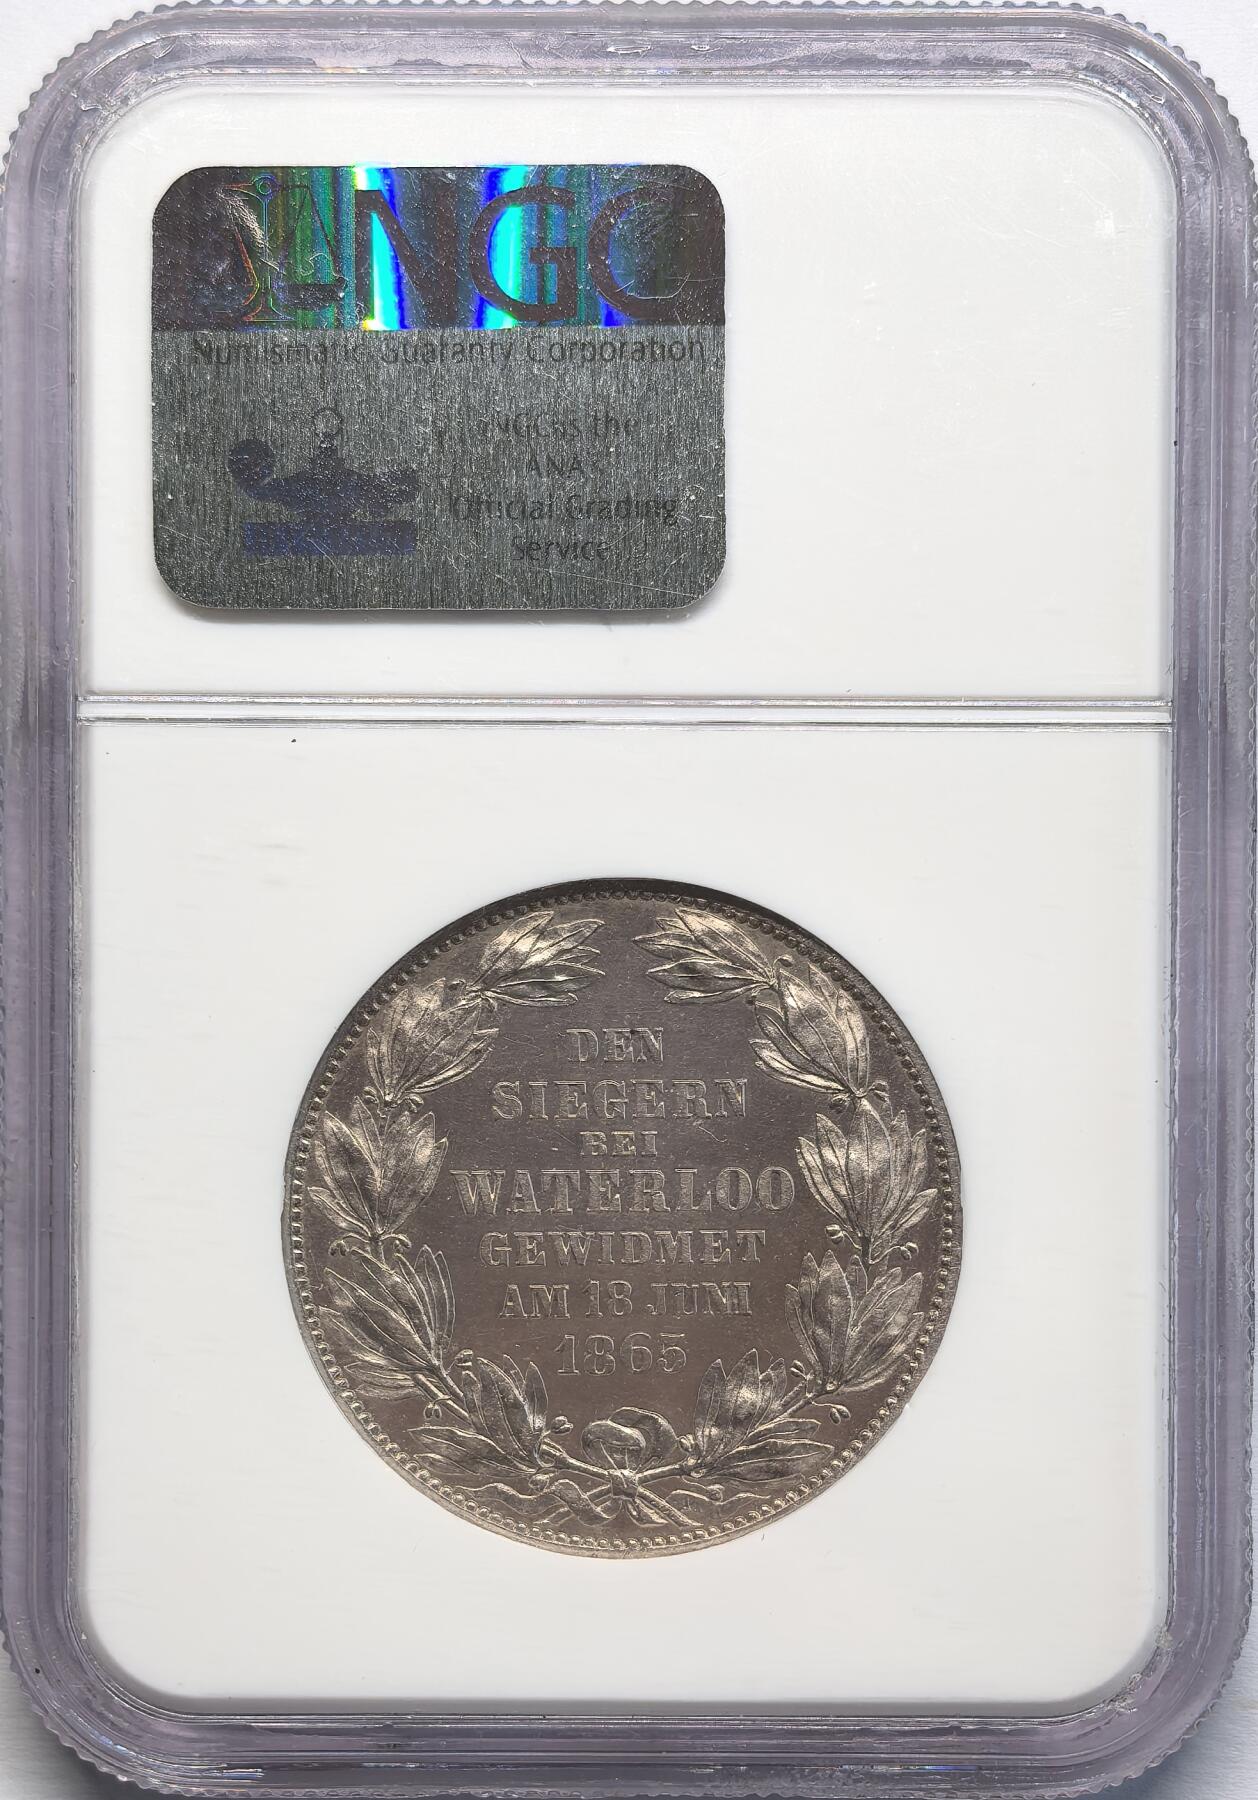 NGC
Numismatic Guaranty Corporation
NGC is the
ANA
Official Grading
Service
DEN
SIEGERN
BEI
WATERLOO
GEWIDMET
AM 18 JUNI
1865